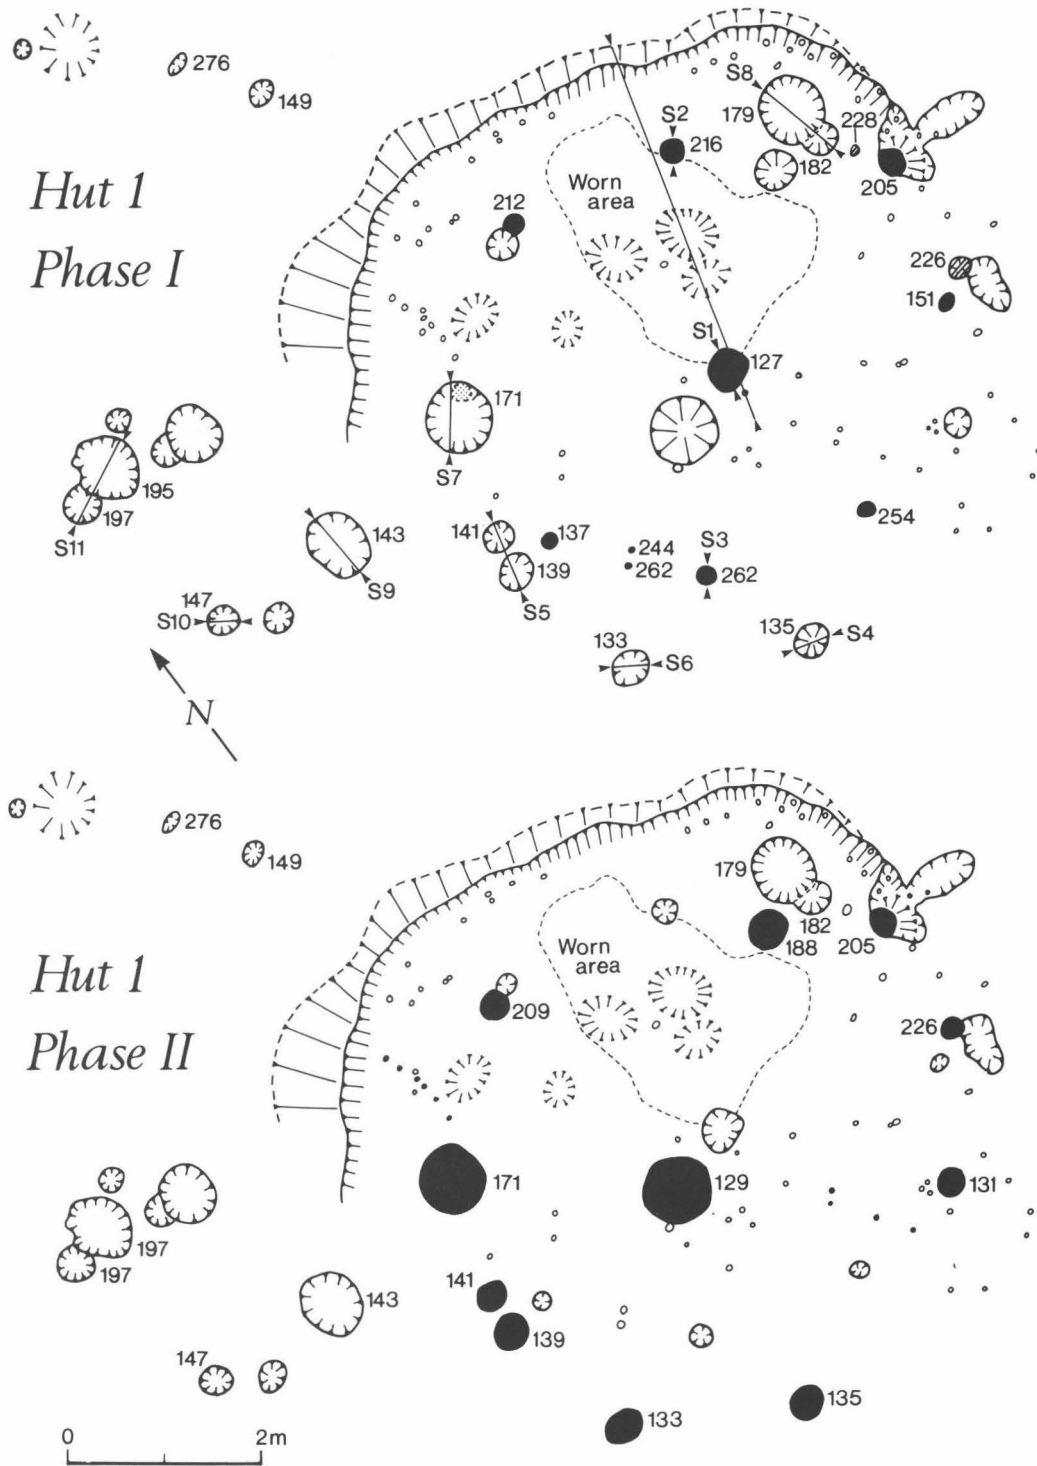 276
149
Hut 1
Phase I
S8
179
228
S2
216
182
205
Worn
area
212
226
151
S1
127
171
S7
195
197
S11
143
S9
141
137
139
S5
244
262
S3
262
254
147
S10
133
S6
135
S4
N
276
149
Hut 1
Phase II
179
182
188
205
Worn
area
209
226
171
129
131
197
197
143
141
139
147
133
135
0
2m